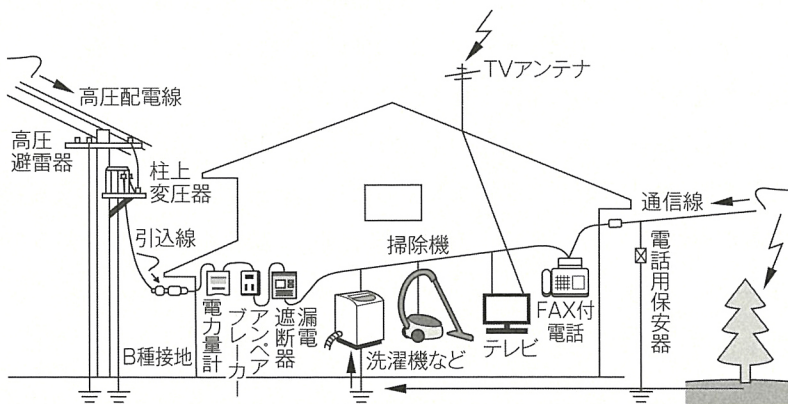 TVアンテナ
高圧配電線
高圧
避雷器
柱上
変圧器
引込線
通信線
掃除機
電力量計
アンペア
ブレーカー
漏電
遮断器
B種接地
洗濯機など
テレビ
FAX付
電話
電話用保安器